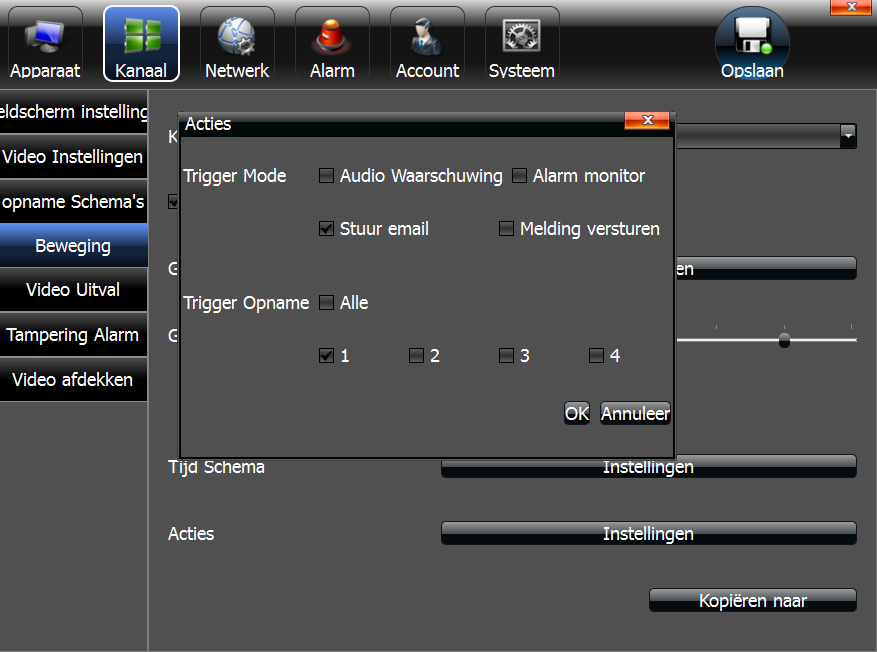 Apparaat Kanaal Netwerk Alarm Account Systeem Opslaan
eldscherm instelling
Video Instellingen
opname Schema's
Beweging
Video Uitval
Tampering Alarm
Video afdekken
K
G
en
G
Acties
Trigger Mode Audio Waarschuwing Alarm monitor
Stuur email Melding versturen
Trigger Opname Alle
1 2 3 4
OK Annuleer
Tijd Schema Instellingen
Acties Instellingen
Kopiëren naar